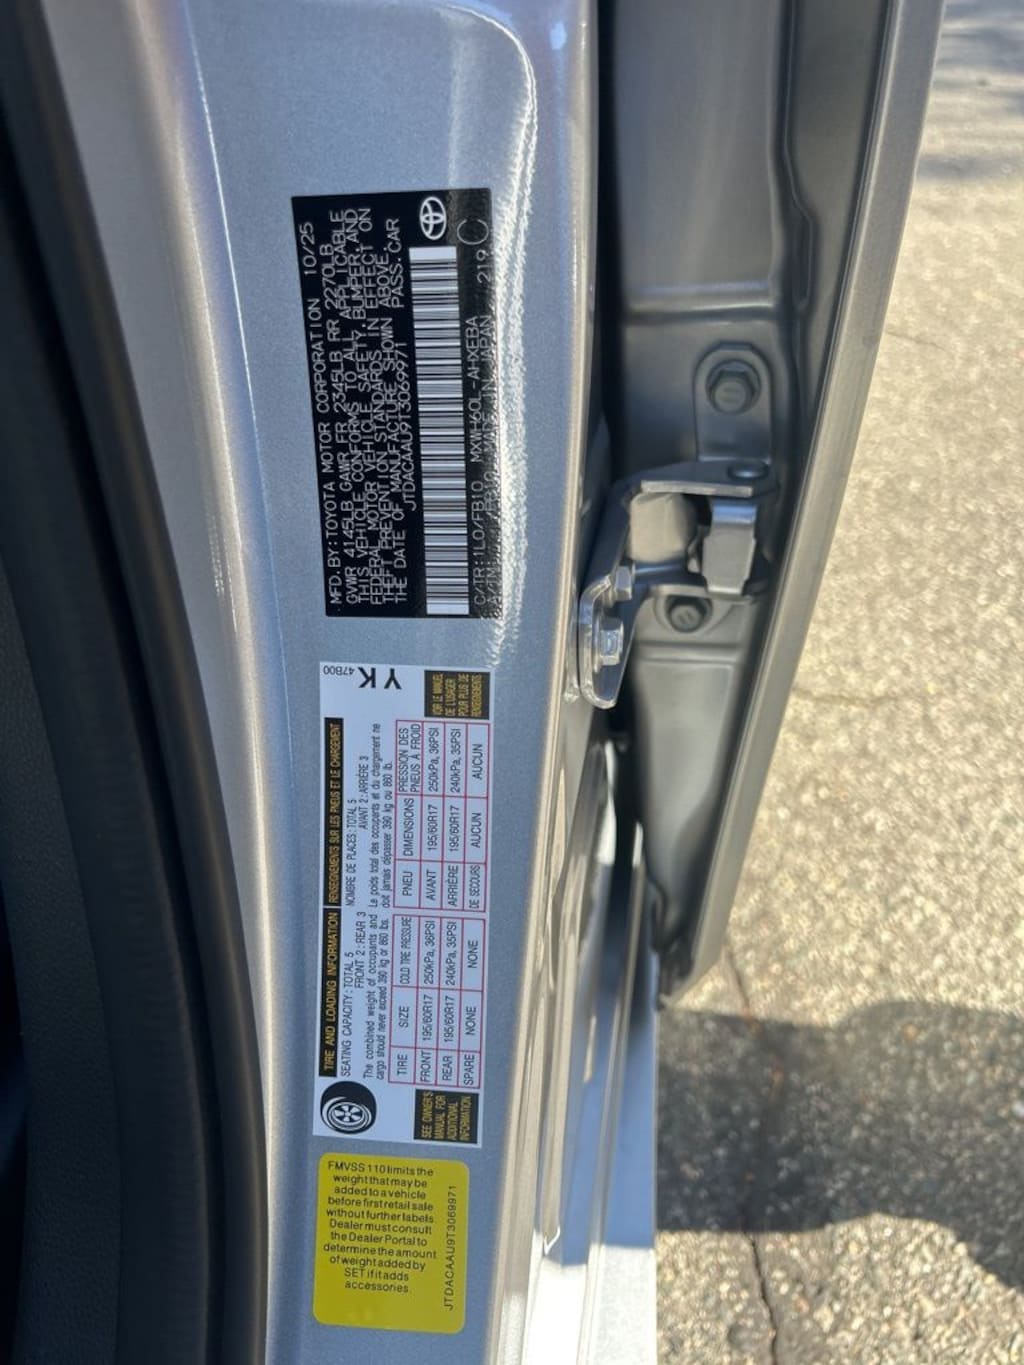 MFD. BY: TOYOTA MOTOR CORPORATION 10/25
GVWR 4145LB GAWR FR 2345LB RR 2270LB
THIS VEHICLE CONFORMS TO ALL APPLICABLE
FEDERAL MOTOR VEHICLE SAFETY, BUMPER, AND
THEFT PREVENTION STANDARDS IN EFFECT ON
THE DATE OF MANUFACTURE SHOWN ABOVE.
JTDACAAU9T3069971 PASS. CAR
C/TR: 1L0/FB10 MXWH60L-AHXEBA
MADE IN JAPAN 219 C
TIRE AND LOADING INFORMATION
RENSEIGNEMENTS SUR LES PNEUS ET LE CHARGEMENT
47B00
YK
SEATING CAPACITY: TOTAL 5
FRONT 2: REAR 3
The combined weight of occupants and
cargo should never exceed 390 kg or 860 lbs.
NOMBRE DE PLACES: TOTAL 5
AVANT 2: ARRIÈRE 3
Le poids total des occupants et du chargement ne
doit jamais dépasser 390 kg ou 860 lb.
TIRE SIZE COLD TIRE PRESSURE
FRONT 195/60R17 250kPa, 36PSI
REAR 195/60R17 240kPa, 35PSI
SPARE NONE NONE
PNEU DIMENSIONS PRESSION DES PNEUS À FROID
AVANT 195/60R17 250kPa, 36PSI
ARRIÈRE 195/60R17 240kPa, 35PSI
DE SECOURS AUCUN AUCUN
SEE OWNER'S
MANUAL FOR
ADDITIONAL
INFORMATION
VOIR LE MANUEL
DE L'USAGER
POUR PLUS DE
RENSEIGNEMENTS
FMVSS 110 limits the
weight that may be
added to a vehicle
before first retail sale
without further labels.
Dealer must consult
the Dealer Portal to
determine the amount
of weight added by
SET if it adds
accessories.
JTDACAAU9T3069971